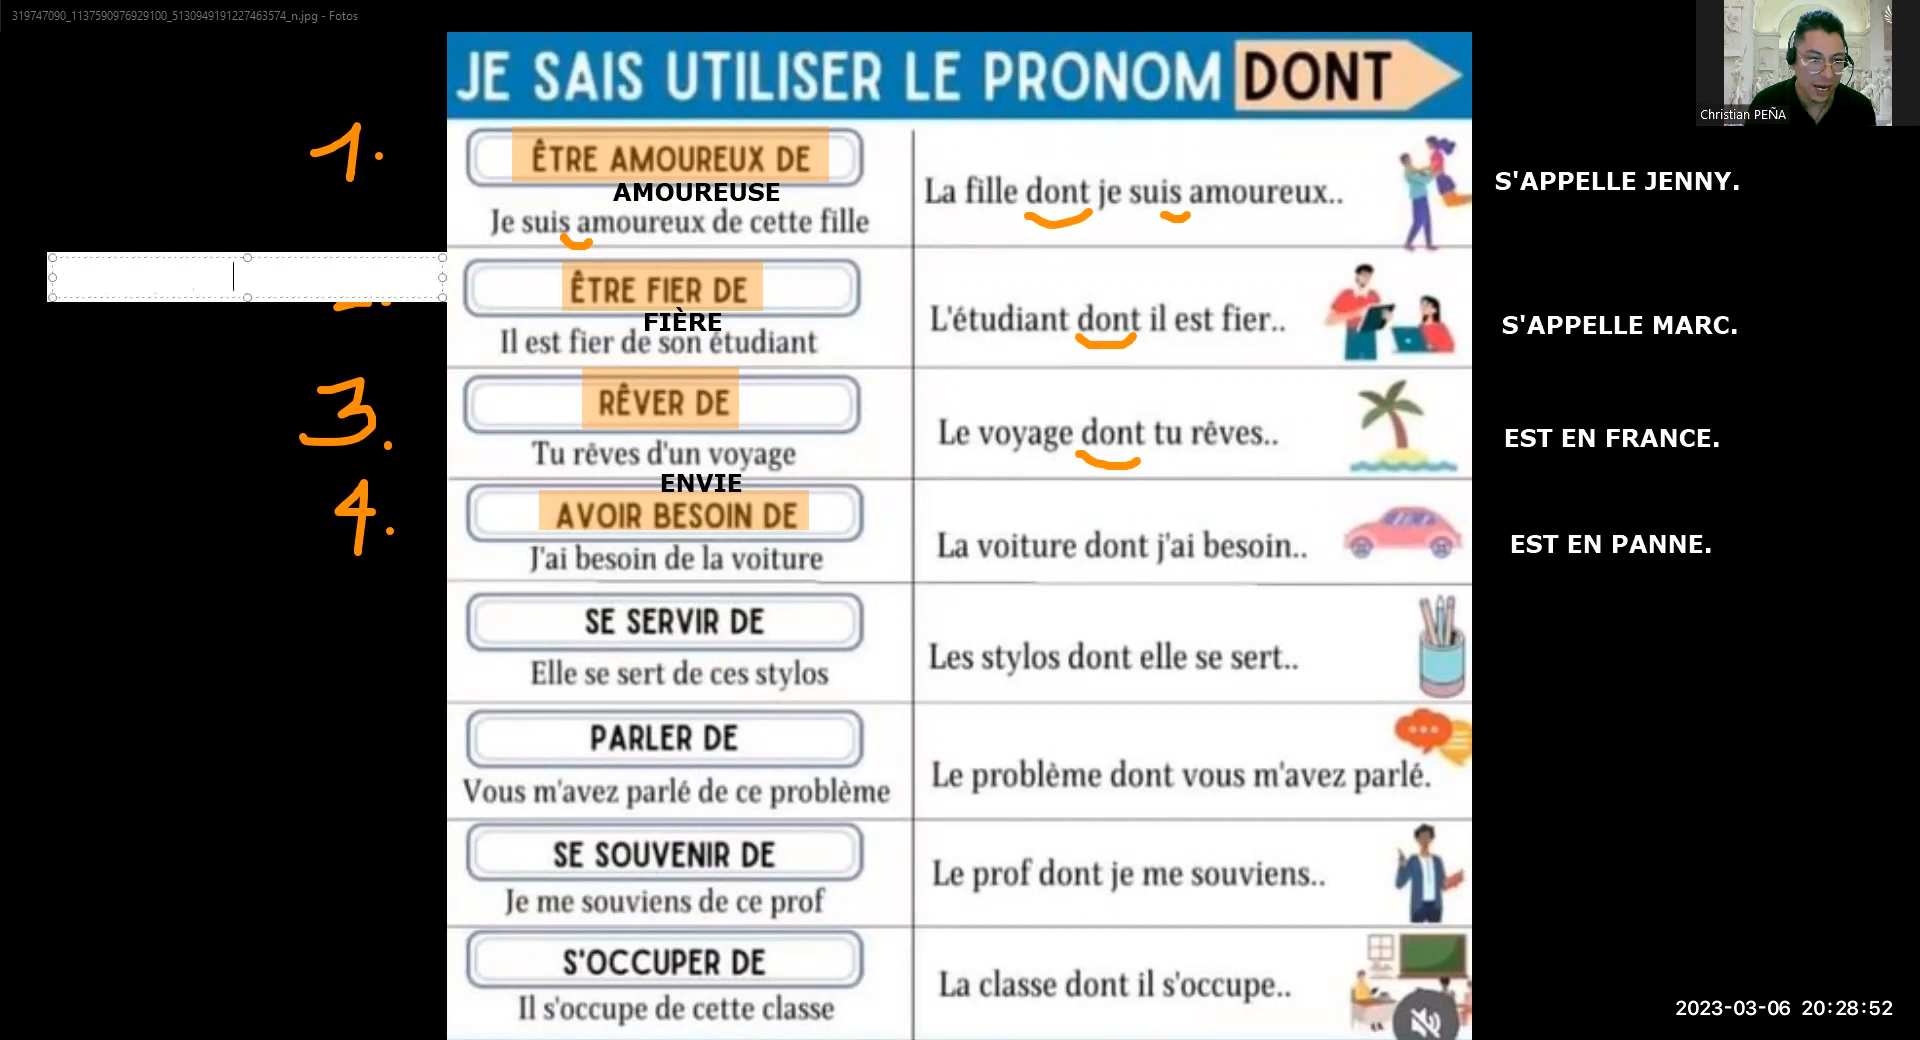 319747090_1137590976929100_5130949191227463574_n.jpg - Fotos
JE SAIS UTILISER LE PRONOM DONT
Christian PEÑA
1.
ÊTRE AMOUREUX DE
AMOUREUSE
Je suis amoureux de cette fille
La fille dont je suis amoureux..
S'APPELLE JENNY.
ÊTRE FIER DE
FIÈRE
Il est fier de son étudiant
L'étudiant dont il est fier..
S'APPELLE MARC.
3.
RÊVER DE
Tu rêves d'un voyage
Le voyage dont tu rêves..
EST EN FRANCE.
4.
ENVIE
AVOIR BESOIN DE
J'ai besoin de la voiture
La voiture dont j'ai besoin..
EST EN PANNE.
SE SERVIR DE
Elle se sert de ces stylos
Les stylos dont elle se sert..
PARLER DE
Vous m'avez parlé de ce problème
Le problème dont vous m'avez parlé.
SE SOUVENIR DE
Je me souviens de ce prof
Le prof dont je me souviens..
S'OCCUPER DE
Il s'occupe de cette classe
La classe dont il s'occupe..
2023-03-06 20:28:52